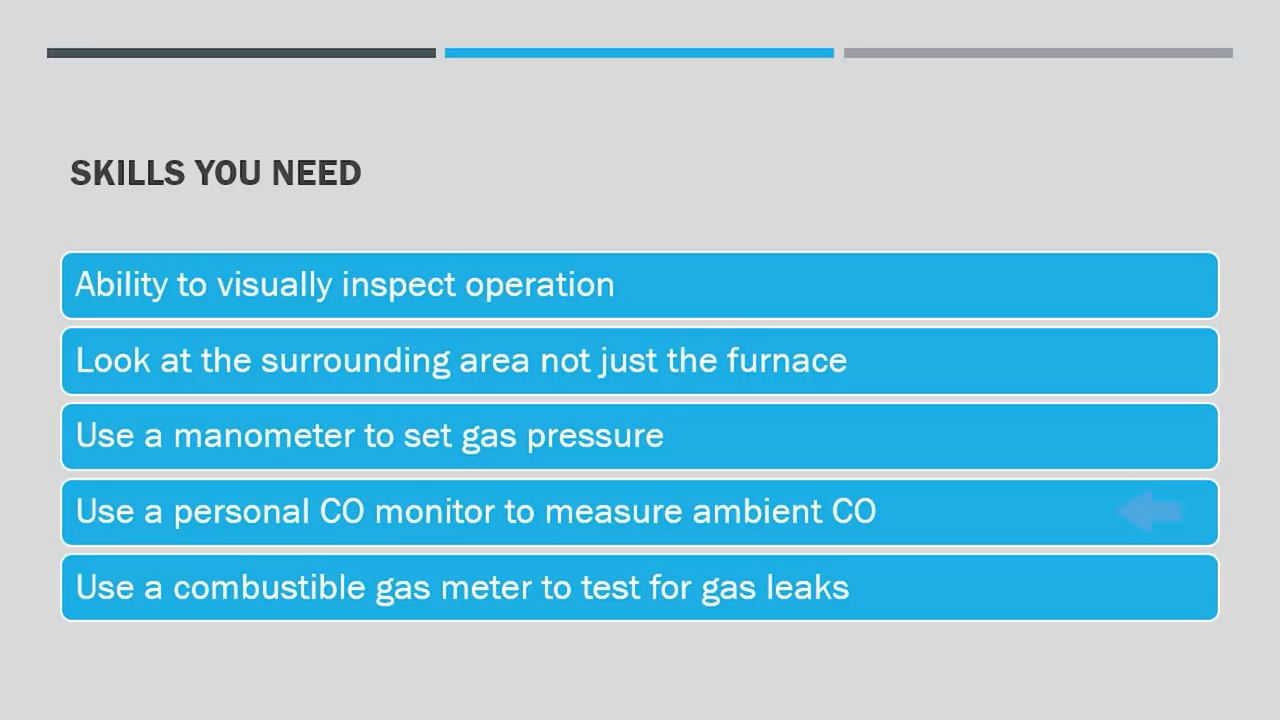 SKILLS YOU NEED
Ability to visually inspect operation
Look at the surrounding area not just the furnace
Use a manometer to set gas pressure
Use a personal CO monitor to measure ambient CO
Use a combustible gas meter to test for gas leaks